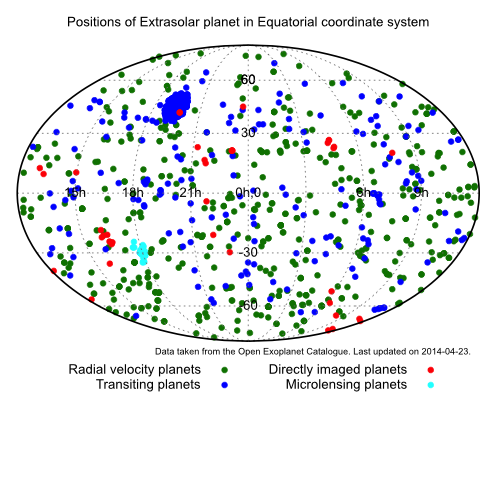 Positions of Extrasolar planet in Equatorial coordinate system
60
30
15h 18h 21h 0h 0 6h 9h
-30
-60
Data taken from the Open Exoplanet Catalogue. Last updated on 2014-04-23.
Radial velocity planets Directly imaged planets
Transiting planets Microlensing planets